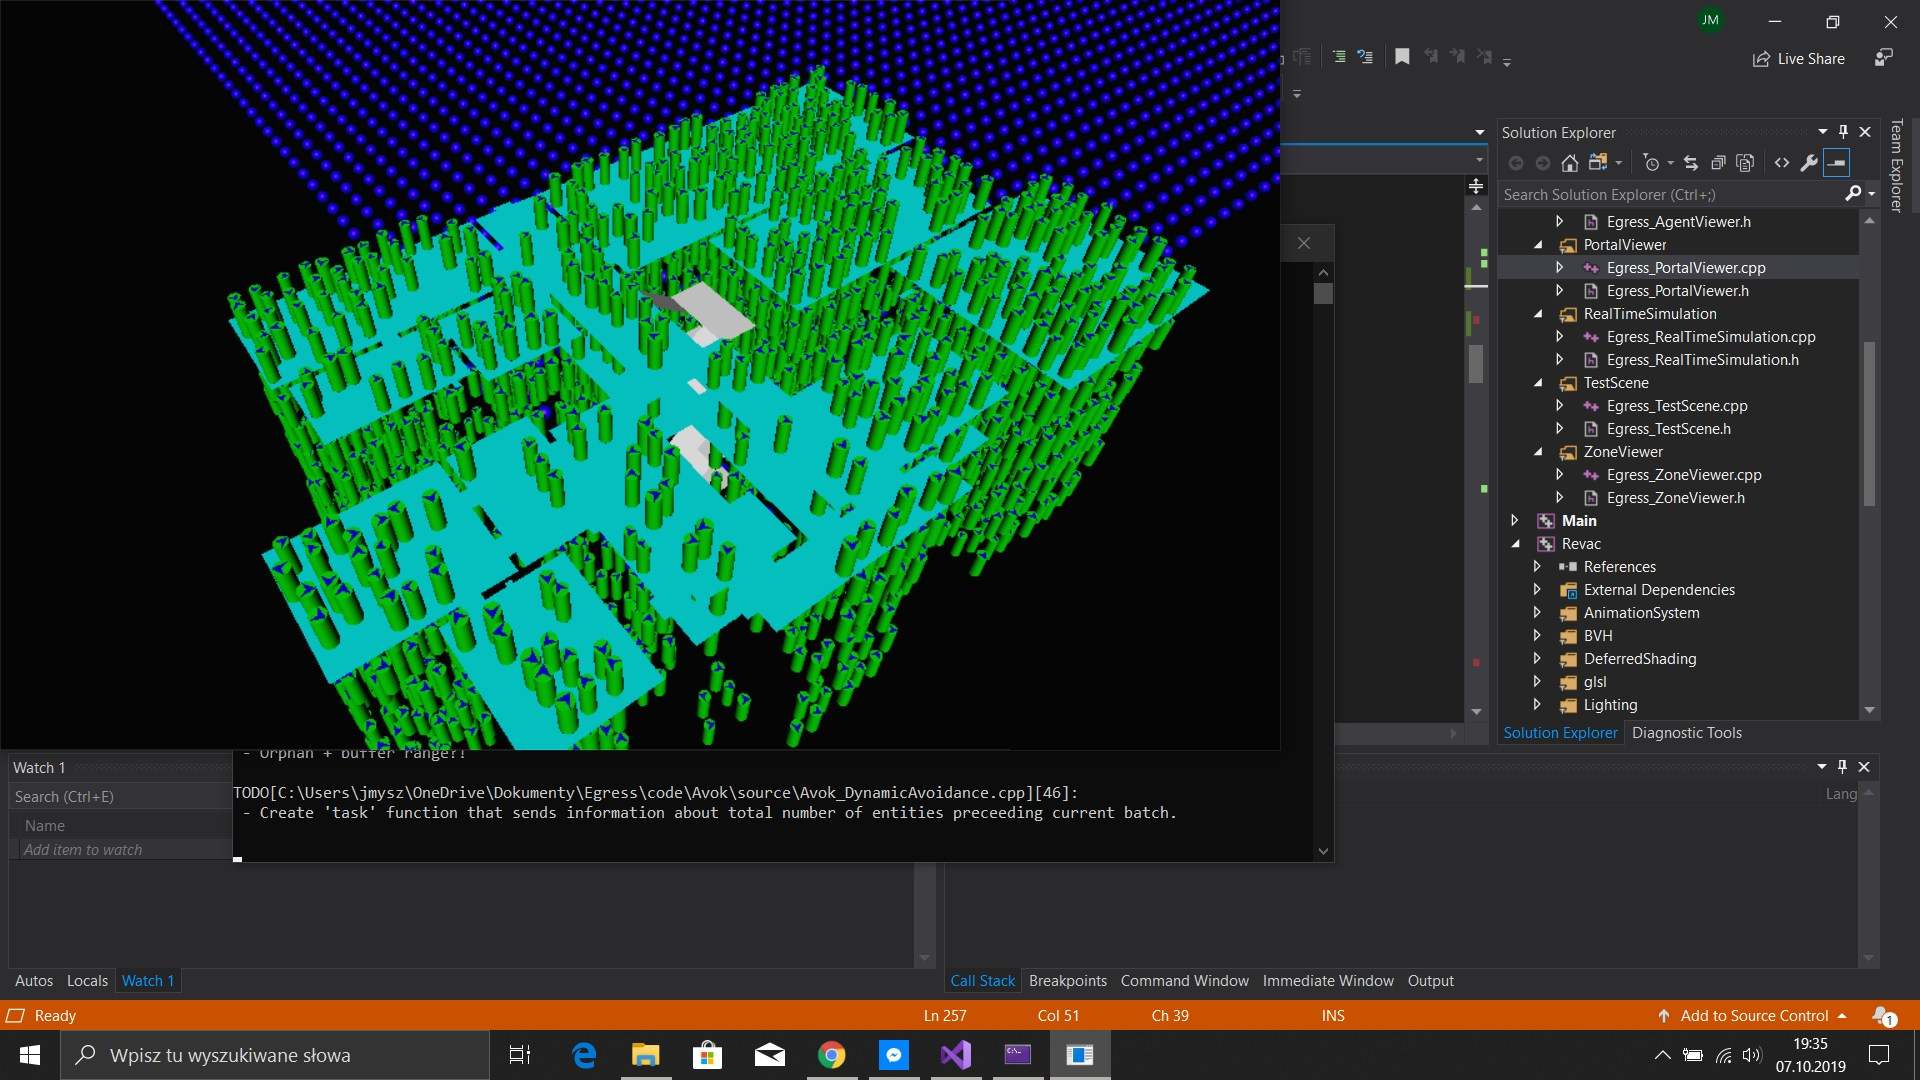 JM
Live Share
Solution Explorer
Search Solution Explorer (Ctrl+;)
Team Explorer
Egress_AgentViewer.h
PortalViewer
Egress_PortalViewer.cpp
Egress_PortalViewer.h
RealTimeSimulation
Egress_RealTimeSimulation.cpp
Egress_RealTimeSimulation.h
TestScene
Egress_TestScene.cpp
Egress_TestScene.h
ZoneViewer
Egress_ZoneViewer.cpp
Egress_ZoneViewer.h
Main
Revac
References
External Dependencies
AnimationSystem
BVH
DeferredShading
glsl
Lighting
Solution Explorer Diagnostic Tools
- Orphan + buffer range?!
TODO[C:\Users\jmysz\OneDrive\Dokumenty\Egress\code\Avok\source\Avok_DynamicAvoidance.cpp][46]:
- Create 'task' function that sends information about total number of entities preceeding current batch.
Watch 1
Search (Ctrl+E)
Name
Add item to watch
Lang
Autos Locals Watch 1
Call Stack Breakpoints Command Window Immediate Window Output
Ready Ln 257 Col 51 Ch 39 INS Add to Source Control 1
Wpisz tu wyszukiwane słowa
19:35
07.10.2019